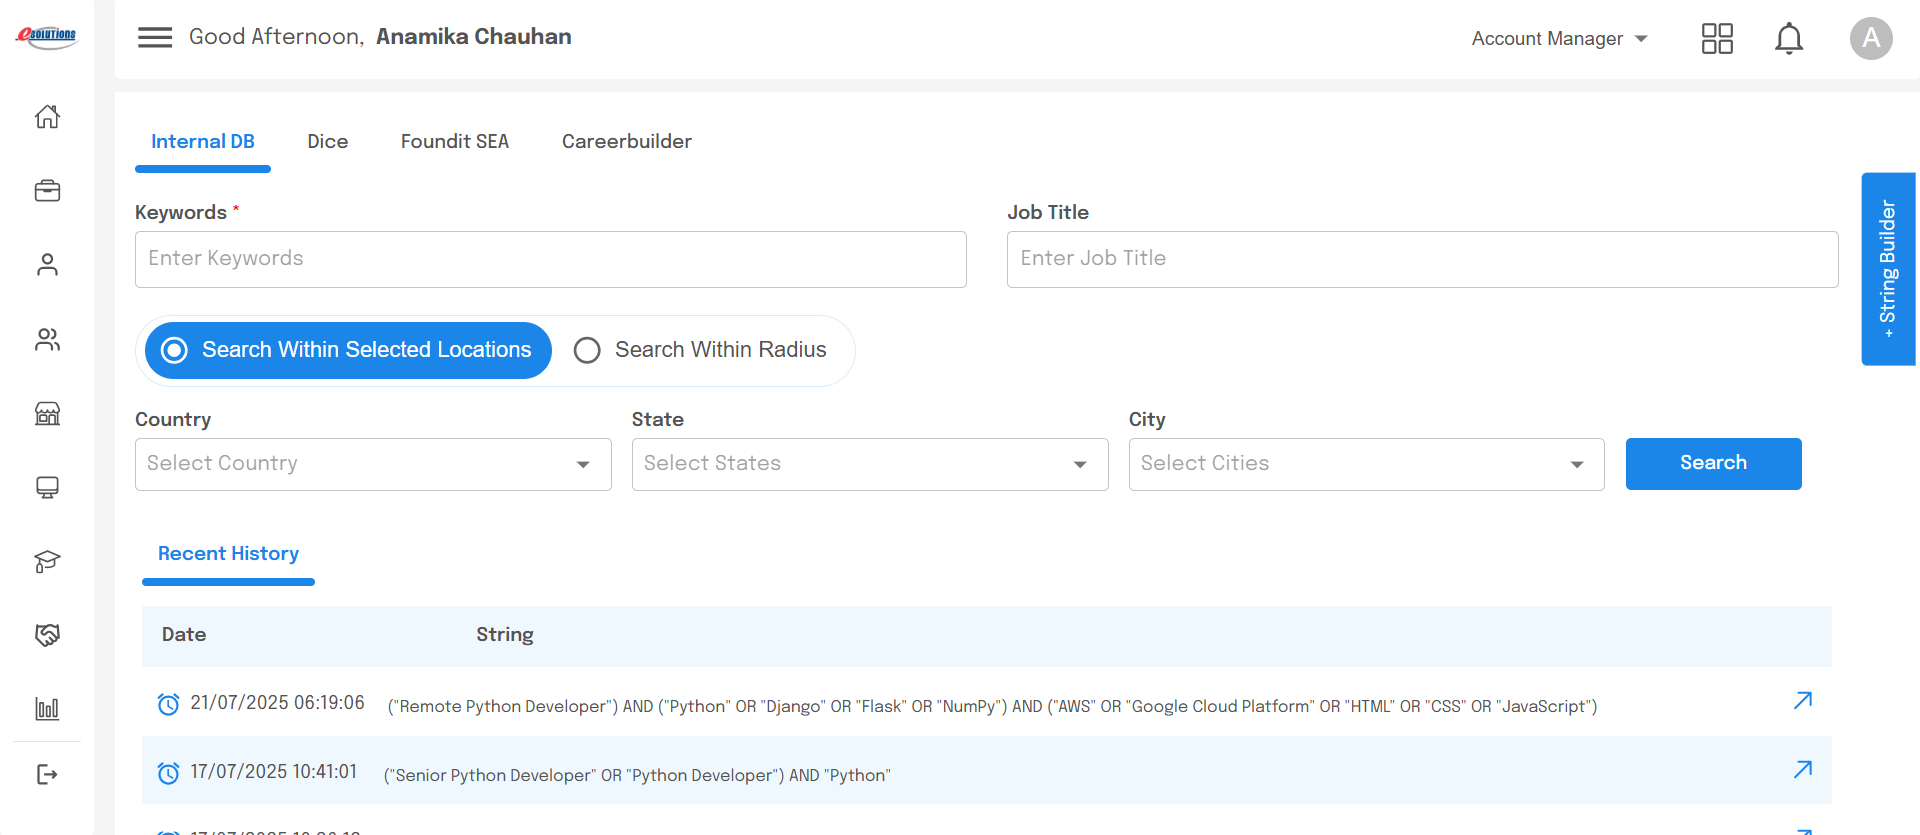 eSOLUTIONS
Good Afternoon, Anamika Chauhan
Account Manager
A
Internal DB
Dice
Foundit SEA
Careerbuilder
Keywords *
Job Title
Enter Keywords
Enter Job Title
+ String Builder
Search Within Selected Locations
Search Within Radius
Country
State
City
Select Country
Select States
Select Cities
Search
Recent History
Date
String
21/07/2025 06:19:06
("Remote Python Developer") AND ("Python" OR "Django" OR "Flask" OR "NumPy") AND ("AWS" OR "Google Cloud Platform" OR "HTML" OR "CSS" OR "JavaScript")
17/07/2025 10:41:01
("Senior Python Developer" OR "Python Developer") AND "Python"